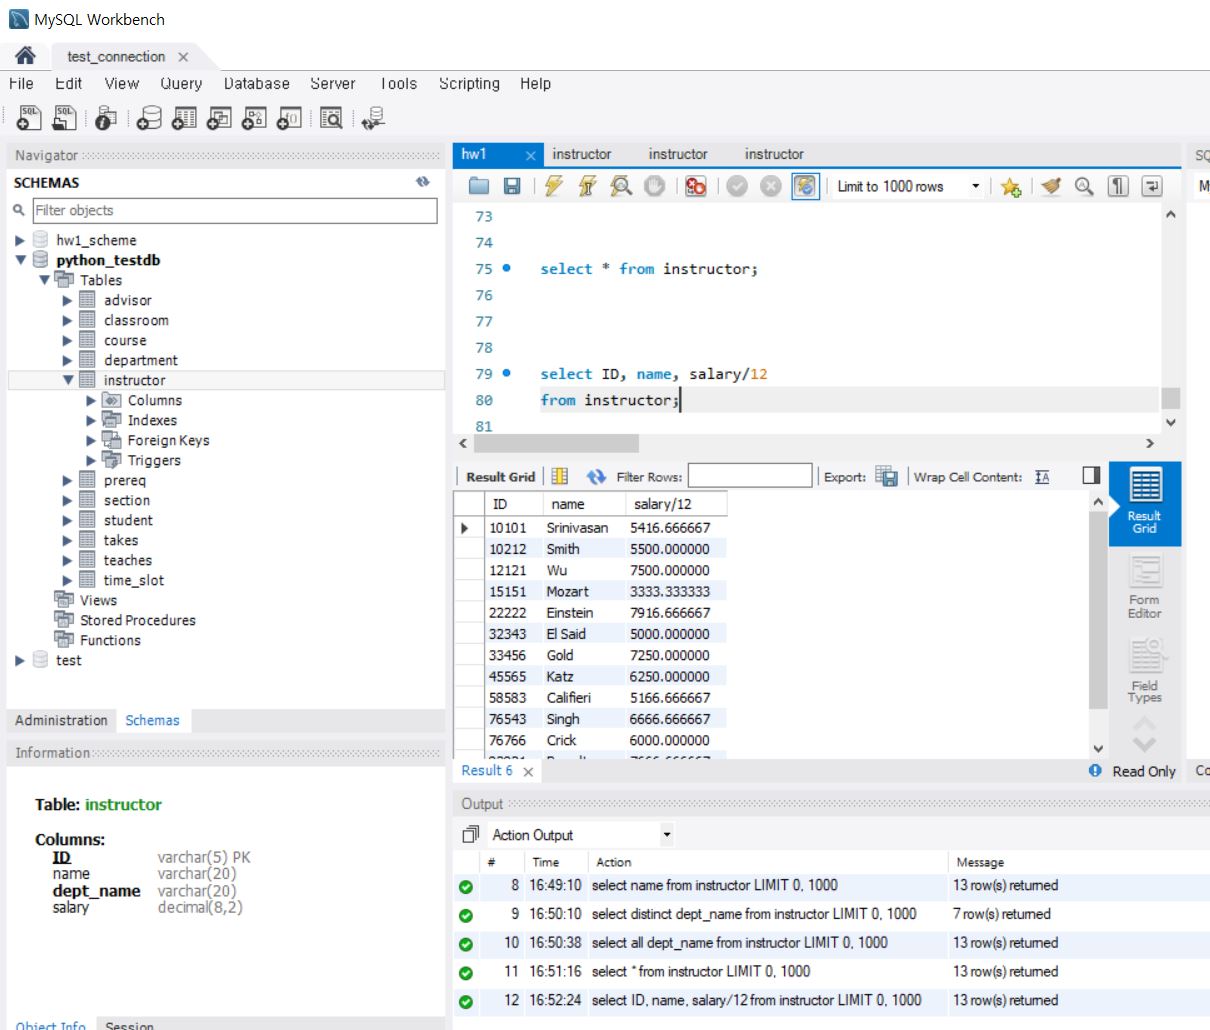 MySQL Workbench
test_connection
File Edit View Query Database Server Tools Scripting Help
Navigator
SCHEMAS
Filter objects
hw1_scheme
python_testdb
Tables
advisor
classroom
course
department
instructor
Columns
Indexes
Foreign Keys
Triggers
prereq
section
student
takes
teaches
time_slot
Views
Stored Procedures
Functions
test
Administration Schemas
Information
Table: instructor
Columns:
ID varchar(5) PK
name varchar(20)
dept_name varchar(20)
salary decimal(8,2)
Object Info Session
hw1 instructor instructor instructor
Limit to 1000 rows
73
74
75 select * from instructor;
76
77
78
79 select ID, name, salary/12
80 from instructor;
81
Result Grid Filter Rows: Export: Wrap Cell Content:
ID name salary/12
10101 Srinivasan 5416.666667
10212 Smith 5500.000000
12121 Wu 7500.000000
15151 Mozart 3333.333333
22222 Einstein 7916.666667
32343 El Said 5000.000000
33456 Gold 7250.000000
45565 Katz 6250.000000
58583 Califieri 5166.666667
76543 Singh 6666.666667
76766 Crick 6000.000000
Result
Grid
Form
Editor
Field
Types
Result 6 Read Only
Output
Action Output
# Time Action Message
8 16:49:10 select name from instructor LIMIT 0, 1000 13 row(s) returned
9 16:50:10 select distinct dept_name from instructor LIMIT 0, 1000 7 row(s) returned
10 16:50:38 select all dept_name from instructor LIMIT 0, 1000 13 row(s) returned
11 16:51:16 select * from instructor LIMIT 0, 1000 13 row(s) returned
12 16:52:24 select ID, name, salary/12 from instructor LIMIT 0, 1000 13 row(s) returned